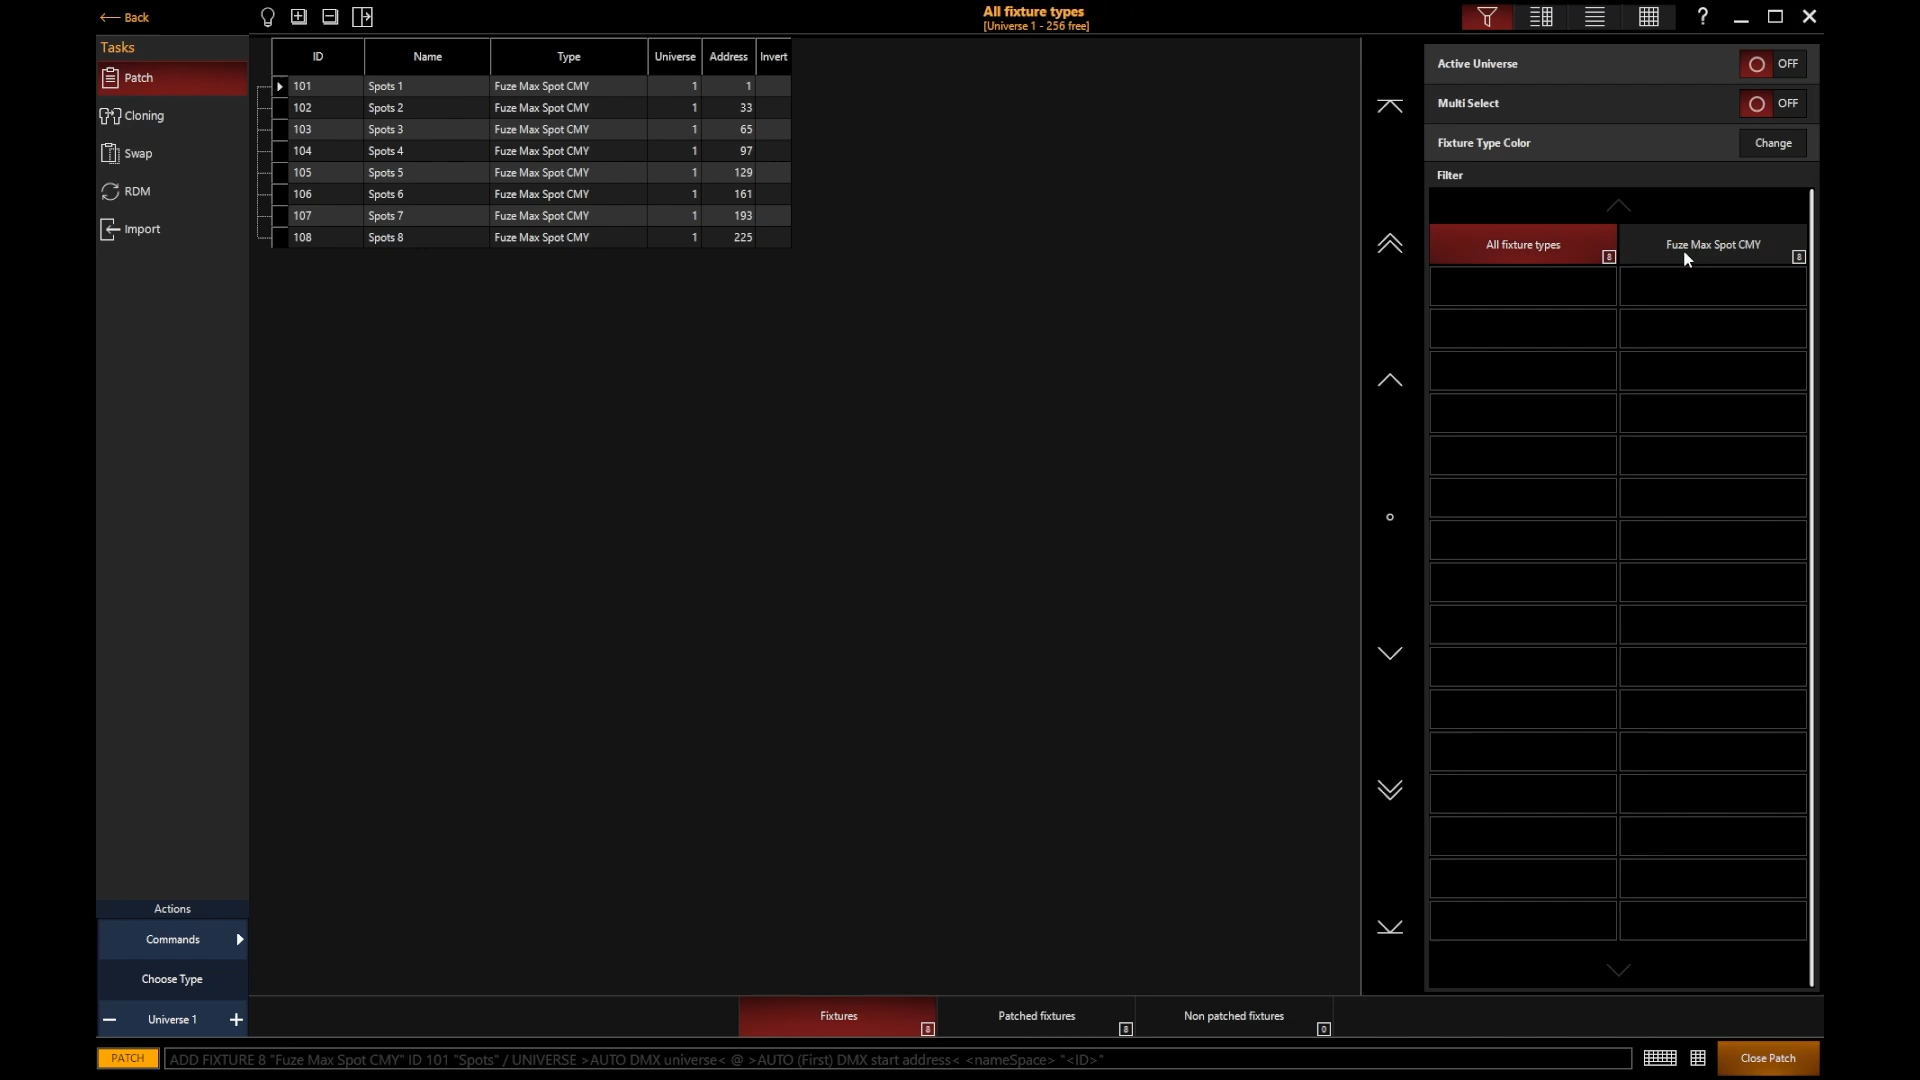 Back
All fixture types
[Universe 1 - 256 free]
?
Tasks
Patch
Cloning
Swap
RDM
Import
ID Name Type Universe Address Invert
101 Spots 1 Fuze Max Spot CMY 1 1
102 Spots 2 Fuze Max Spot CMY 1 33
103 Spots 3 Fuze Max Spot CMY 1 65
104 Spots 4 Fuze Max Spot CMY 1 97
105 Spots 5 Fuze Max Spot CMY 1 129
106 Spots 6 Fuze Max Spot CMY 1 161
107 Spots 7 Fuze Max Spot CMY 1 193
108 Spots 8 Fuze Max Spot CMY 1 225
Active Universe OFF
Multi Select OFF
Fixture Type Color Change
Filter
All fixture types 8
Fuze Max Spot CMY 8
Actions
Commands
Choose Type
Universe 1
Fixtures 8
Patched fixtures 8
Non patched fixtures 0
PATCH ADD FIXTURE 8 "Fuze Max Spot CMY" ID 101 "Spots" / UNIVERSE >AUTO DMX universe< @ >AUTO (First) DMX start address< <nameSpace> "<ID>"
Close Patch